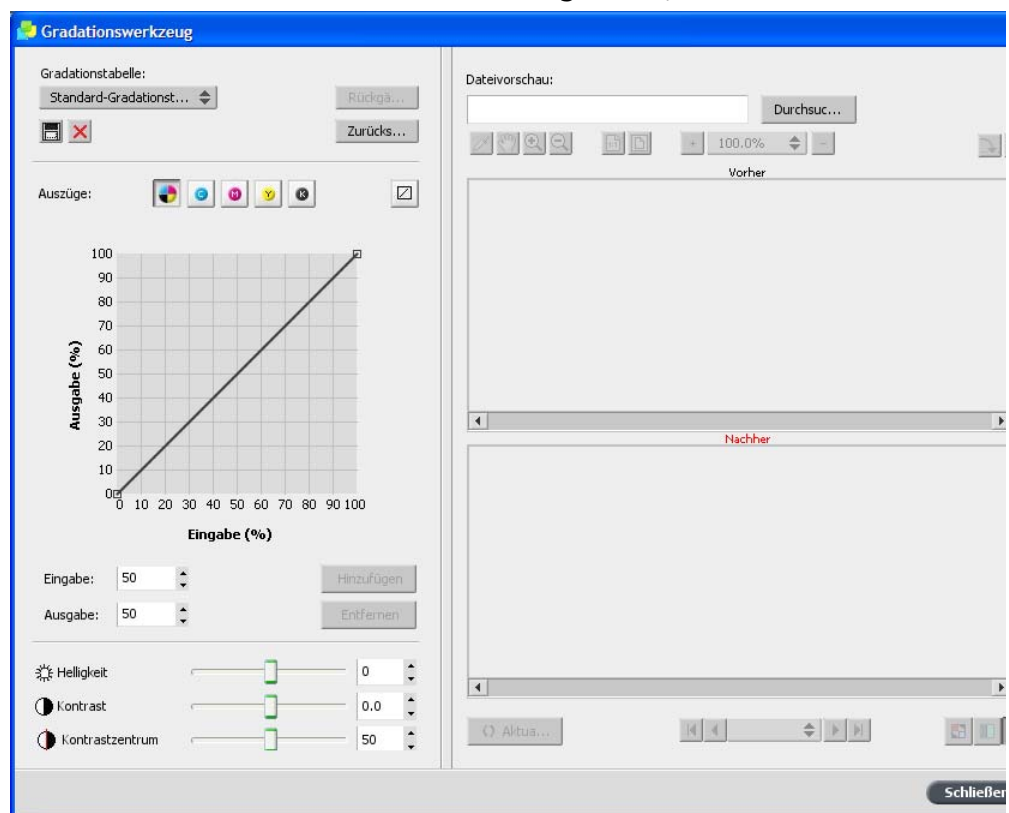 Gradationswerkzeug
Gradationstabelle:
Standard-Gradationst...
Rückgä...
Zurücks...
Auszüge:
C
M
Y
K
100
90
80
70
60
50
40
30
20
10
0
Ausgabe (%)
0 10 20 30 40 50 60 70 80 90 100
Eingabe (%)
Eingabe: 50
Hinzufügen
Ausgabe: 50
Entfernen
Helligkeit 0
Kontrast 0.0
Kontrastzentrum 50
Dateivorschau:
Durchsuc...
+ 100.0% -
Vorher
Nachher
Aktua...
Schließen